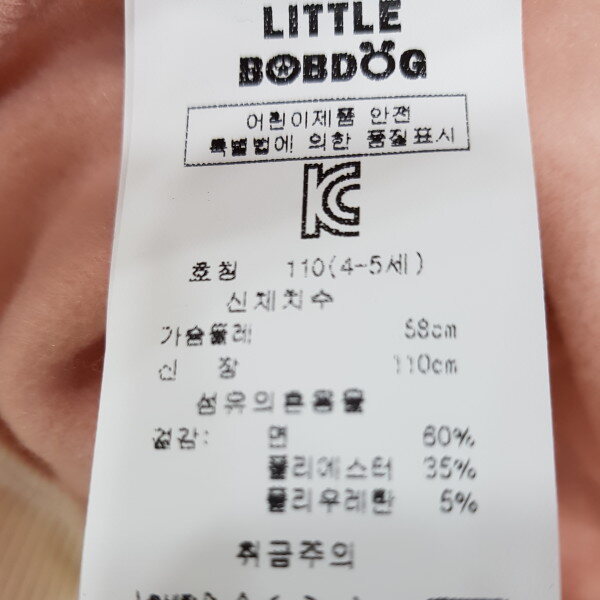 LITTLE
BOBDOG
어린이제품 안전
특별법에 의한 품질표시
KC
호칭 110(4-5세)
신체치수
가슴둘레 58cm
신 장 110cm
섬유의혼용율
겉감: 면 60%
폴리에스터 35%
폴리우레탄 5%
취급주의